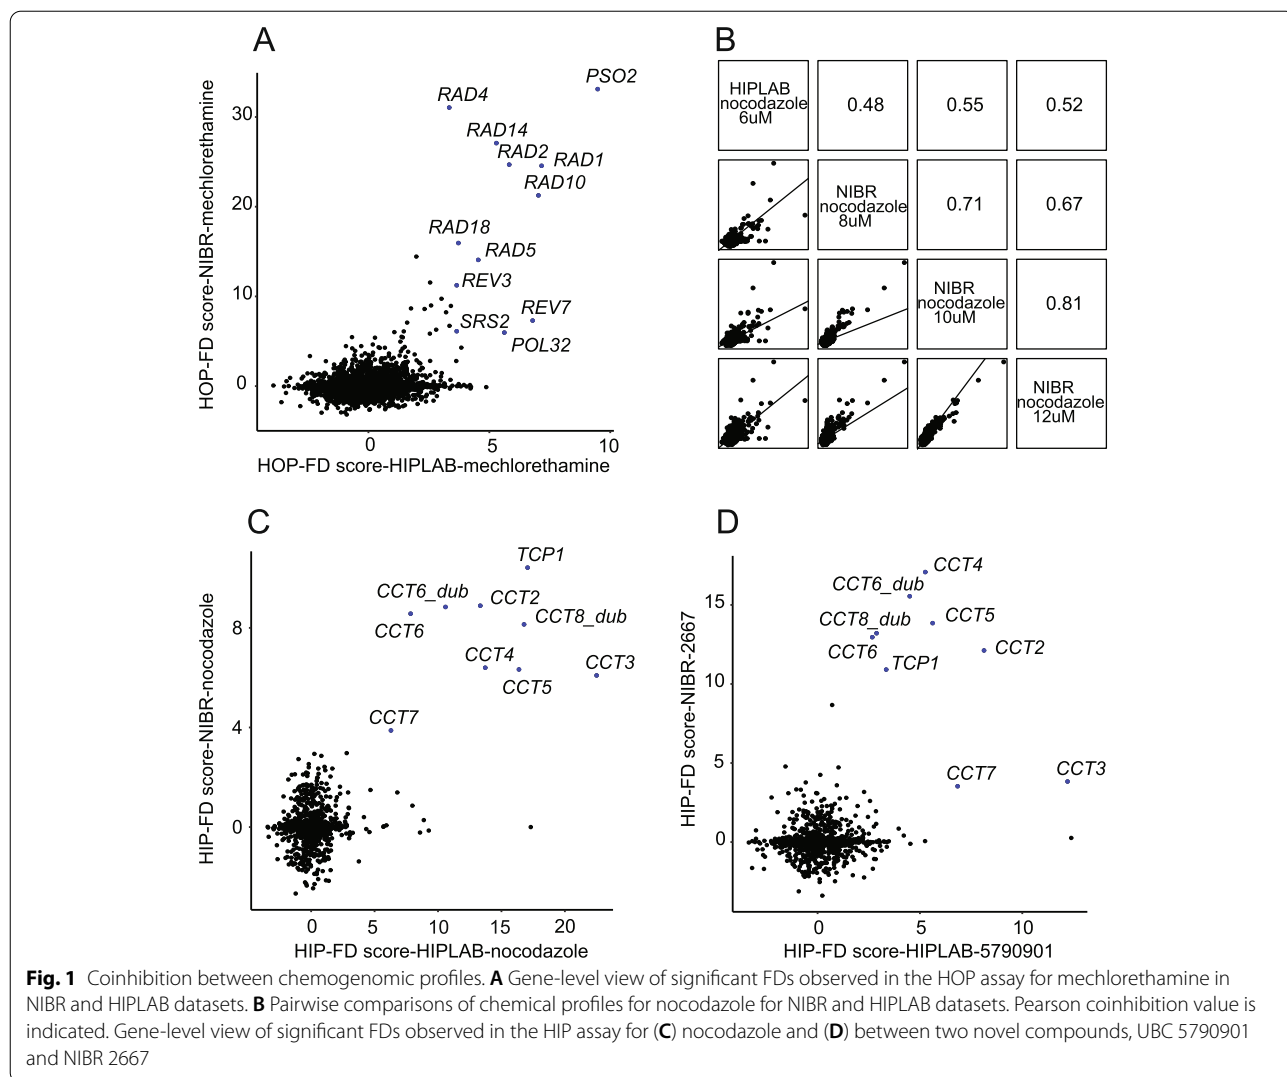 A
HOP-FD score-NIBR-mechlorethamine
30
20
10
0
PSO2
RAD4
RAD14
RAD2
RAD1
RAD10
RAD18
RAD5
REV3
REV7
SRS2
POL32
0
5
10
HOP-FD score-HIPLAB-mechlorethamine
B
HIPLAB
nocodazole
6uM
0.48
0.55
0.52
NIBR
nocodazole
8uM
0.71
0.67
NIBR
nocodazole
10uM
0.81
NIBR
nocodazole
12uM
C
HIP-FD score-NIBR-nocodazole
8
4
0
TCP1
CCT6_dub
CCT2
CCT8_dub
CCT6
CCT4
CCT3
CCT5
CCT7
0
5
10
15
20
HIP-FD score-HIPLAB-nocodazole
D
HIP-FD score-NIBR-2667
15
10
5
0
CCT4
CCT6_dub
CCT8_dub
CCT5
CCT6
TCP1
CCT2
CCT7
CCT3
0
5
10
HIP-FD score-HIPLAB-5790901
Fig. 1 Coinhibition between chemogenomic profiles. A Gene-level view of significant FDs observed in the HOP assay for mechlorethamine in
NIBR and HIPLAB datasets. B Pairwise comparisons of chemical profiles for nocodazole for NIBR and HIPLAB datasets. Pearson coinhibition value is
indicated. Gene-level view of significant FDs observed in the HIP assay for (C) nocodazole and (D) between two novel compounds, UBC 5790901
and NIBR 2667